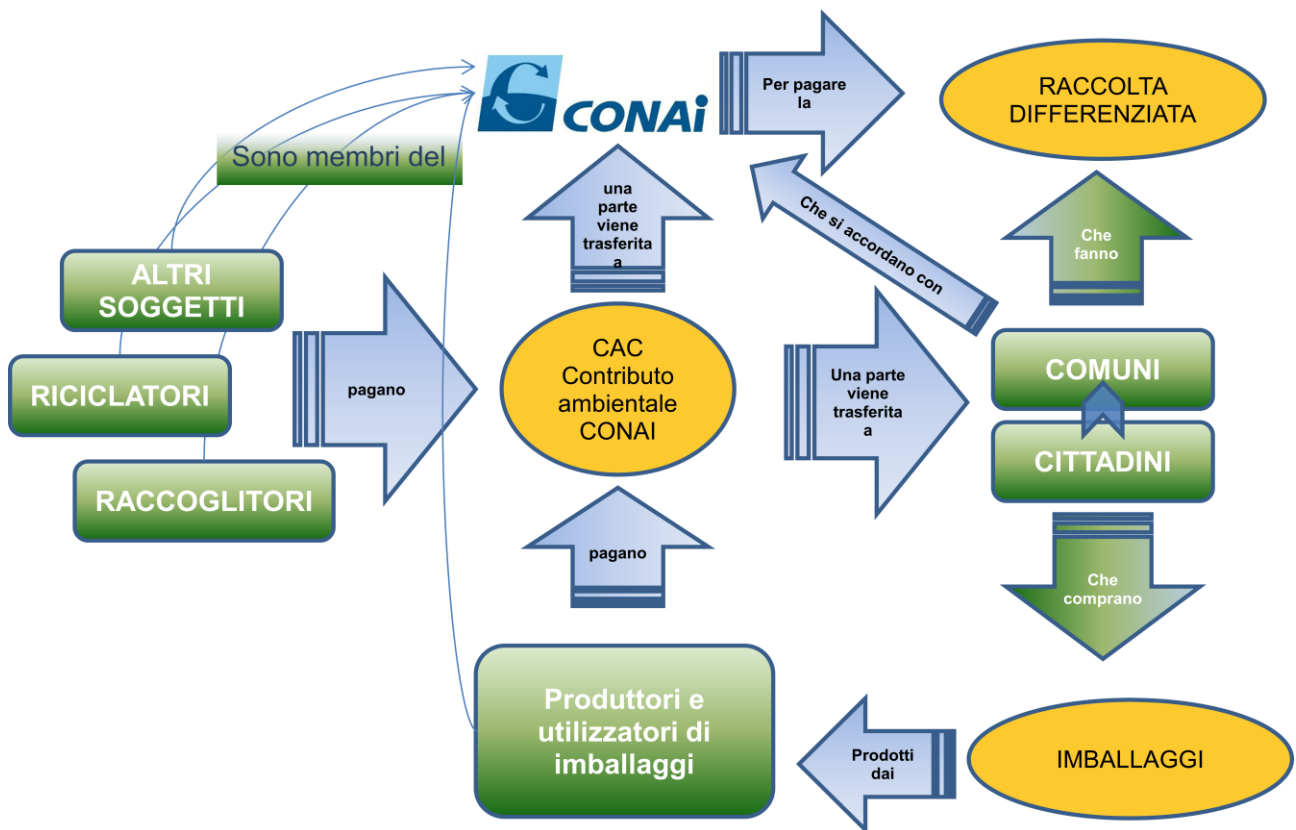 CONAi
Per pagare
la
RACCOLTA
DIFFERENZIATA
Sono membri del
una
parte
viene
trasferita
a
Che si accordano con
Che
fanno
ALTRI
SOGGETTI
RICICLATORI
RACCOGLITORI
pagano
CAC
Contributo
ambientale
CONAI
Una parte
viene
trasferita
a
COMUNI
CITTADINI
pagano
Che
comprano
Produttori e
utilizzatori di
imballaggi
Prodotti
dai
IMBALLAGGI